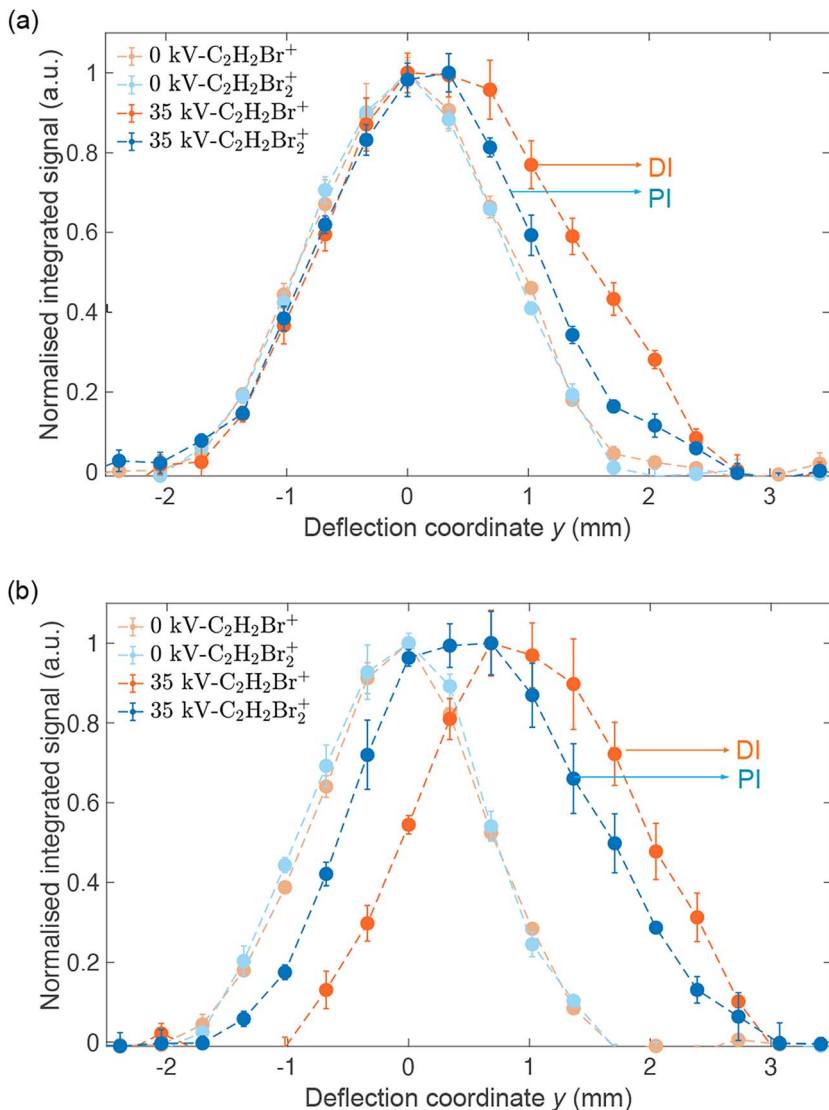 (a)
0 kV-C₂H₂Br⁺
0 kV-C₂H₂Br₂⁺
35 kV-C₂H₂Br⁺
35 kV-C₂H₂Br₂⁺
DI
PI
Normalised integrated signal (a.u.)
1
0.8
0.6
0.4
0.2
0
-2 -1 0 1 2 3
Deflection coordinate y (mm)
(b)
0 kV-C₂H₂Br⁺
0 kV-C₂H₂Br₂⁺
35 kV-C₂H₂Br⁺
35 kV-C₂H₂Br₂⁺
DI
PI
Normalised integrated signal (a.u.)
1
0.8
0.6
0.4
0.2
0
-2 -1 0 1 2 3
Deflection coordinate y (mm)